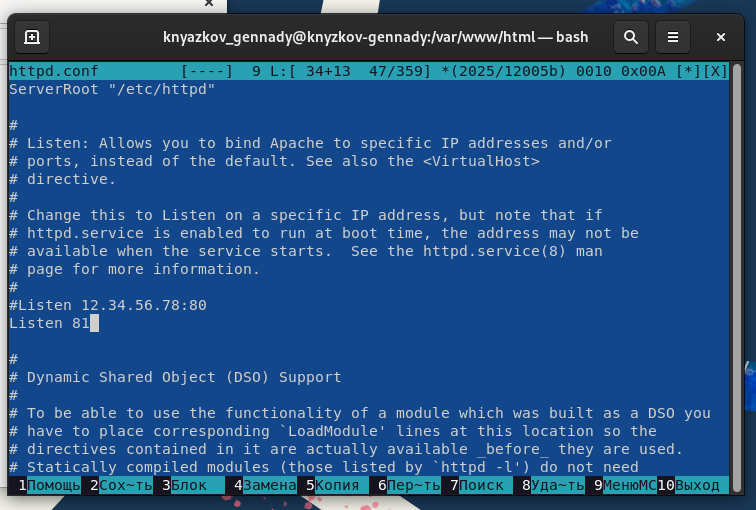 knyazkov_gennady@knyzkov-gennady:/var/www/html — bash
httpd.conf         [----]  9 L:[ 34+13  47/359] *(2025/12005b) 0010 0x00A [*][X]
ServerRoot "/etc/httpd"
#
# Listen: Allows you to bind Apache to specific IP addresses and/or
# ports, instead of the default. See also the <VirtualHost>
# directive.
#
# Change this to Listen on a specific IP address, but note that if
# httpd.service is enabled to run at boot time, the address may not be
# available when the service starts.  See the httpd.service(8) man
# page for more information.
#
#Listen 12.34.56.78:80
Listen 81
#
# Dynamic Shared Object (DSO) Support
#
# To be able to use the functionality of a module which was built as a DSO you
# have to place corresponding `LoadModule' lines at this location so the
# directives contained in it are actually available _before_ they are used.
# Statically compiled modules (those listed by `httpd -l') do not need
1Помощь 2Сох~ть 3Блок 4Замена 5Копия 6Пер~ть 7Поиск 8Уда~ть 9МенюMC 10Выход